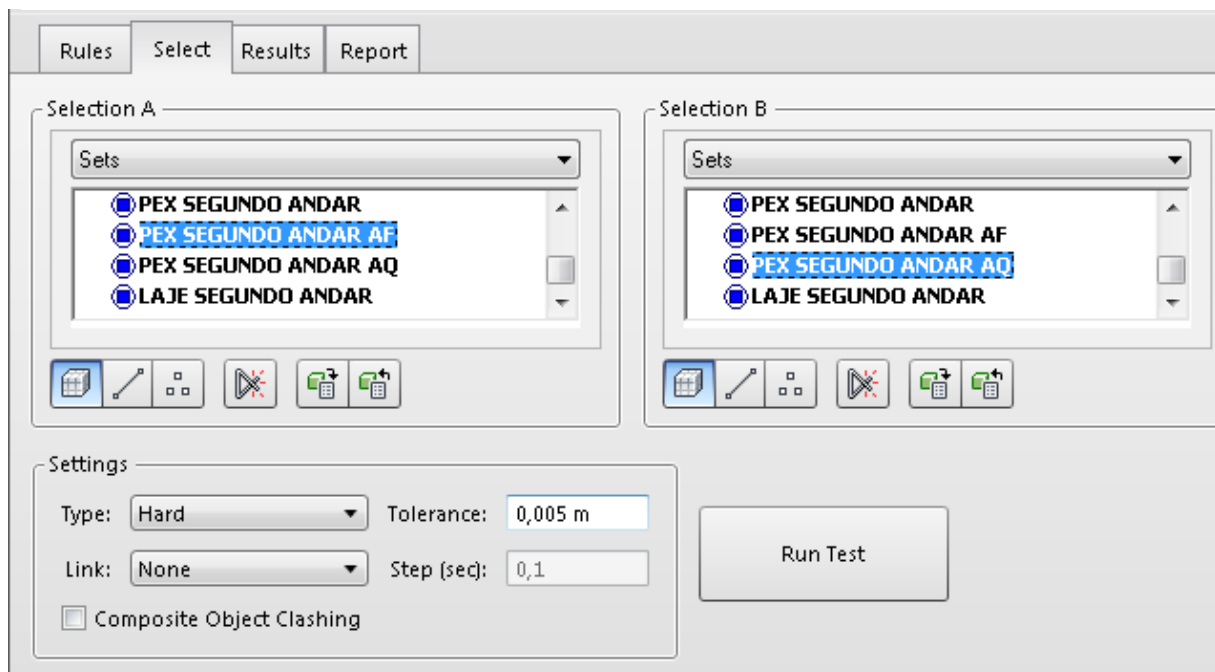 Rules Select Results Report
Selection A
Sets
PEX SEGUNDO ANDAR
PEX SEGUNDO ANDAR AF
PEX SEGUNDO ANDAR AQ
LAJE SEGUNDO ANDAR
Selection B
Sets
PEX SEGUNDO ANDAR
PEX SEGUNDO ANDAR AF
PEX SEGUNDO ANDAR AQ
LAJE SEGUNDO ANDAR
Settings
Type: Hard Tolerance: 0,005 m
Link: None Step (sec): 0,1
Composite Object Clashing
Run Test